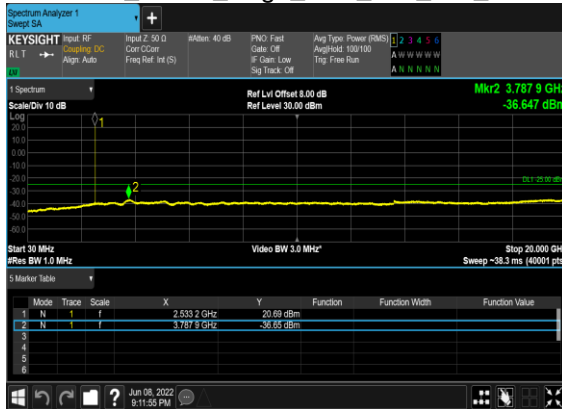 Spectrum Analyzer 1
Swept SA
KEYSIGHT Input: RF Input Z: 50 Ω #Atten: 40 dB PNO: Fast Avg Type: Power (RMS) 1 2 3 4 5 6
RLT Coupling: DC Corr CCorr Gate: Off Avg|Hold: 100/100 A W W W W W
Align: Auto Freq Ref: Int (S) IF Gain: Low Trig: Free Run A N N N N N
Sig Track: Off
1 Spectrum Ref Lvl Offset 8.00 dB Mkr2 3.787 9 GHz
Scale/Div 10 dB Ref Level 30.00 dBm -36.647 dBm
Log
20.0 1
10.0
0.00
-10.0
-20.0 2 DL1 -25.00 dBm
-30.0
-40.0
-50.0
-60.0
Start 30 MHz Video BW 3.0 MHz* Stop 20.000 GHz
#Res BW 1.0 MHz Sweep ~38.3 ms (40001 pts)
5 Marker Table
Mode Trace Scale X Y Function Function Width Function Value
1 N 1 f 2.533 2 GHz 20.69 dBm
2 N 1 f 3.787 9 GHz -36.65 dBm
3
4
5
6
? Jun 08, 2022
9:11:55 PM